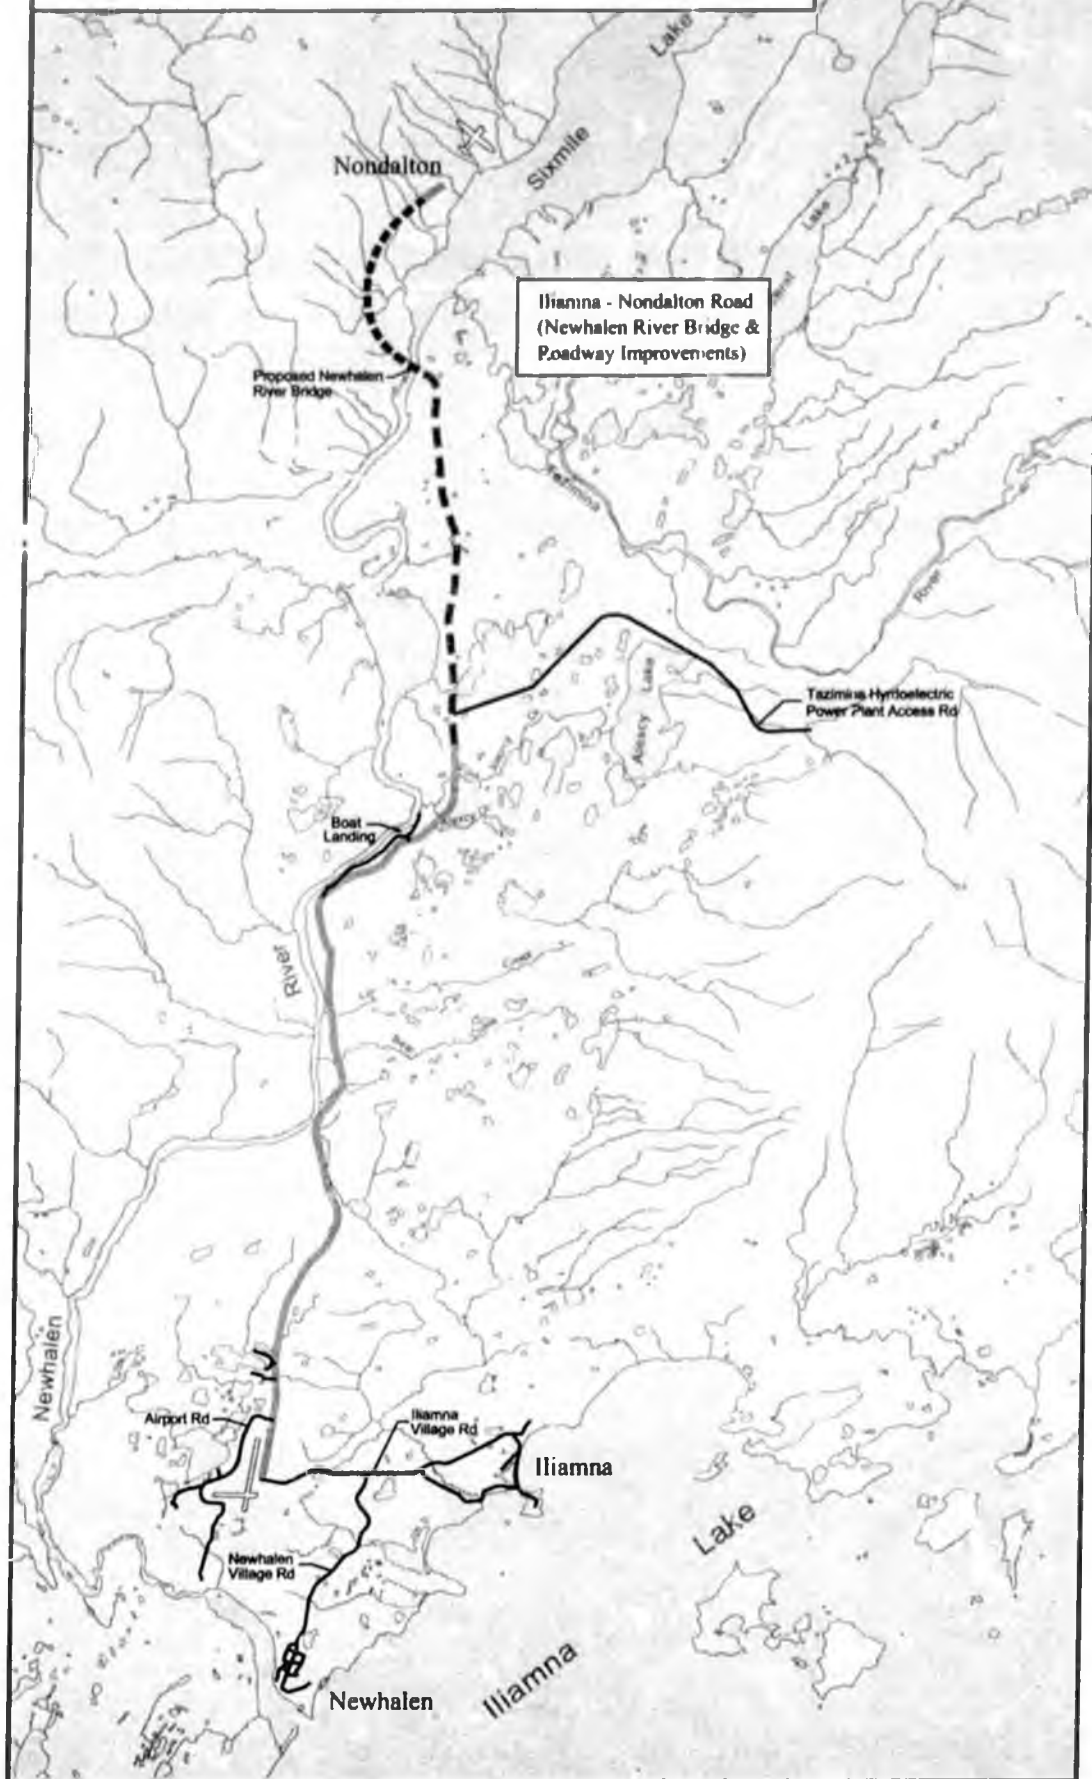 Lake
Nondalton
Sixmile
Lake
Iliamna - Nondalton Road
(Newhalen River Bridge &
Roadway Improvements)
Proposed Newhalen
River Bridge
Tazimina
River
Lake
Alexcy
Tazimina Hyrdoelectric
Power Plant Access Rd
Boat
Landing
River
Newhalen
Airport Rd
Iliamna
Village Rd
Iliamna
Lake
Newhalen
Village Rd
Iliamna
Newhalen